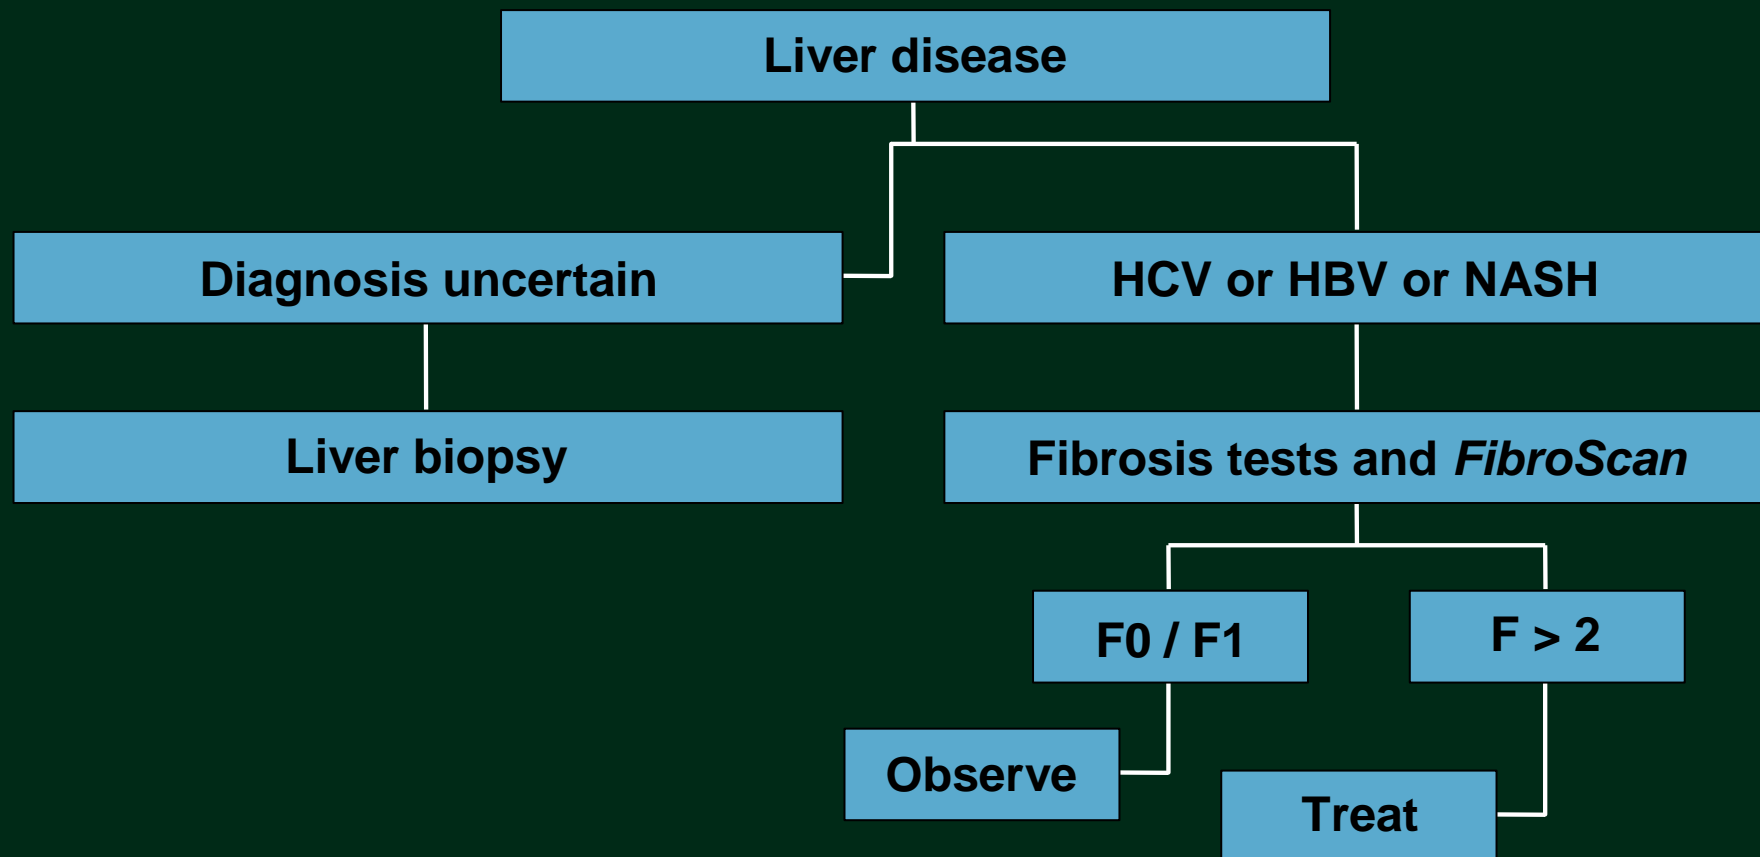 Liver disease
Diagnosis uncertain
HCV or HBV or NASH
Liver biopsy
Fibrosis tests and FibroScan
F0 / F1
F > 2
Observe
Treat